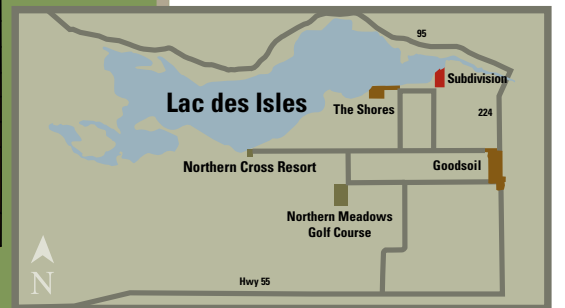 95
Subdivision
Lac des Isles
The Shores
224
Northern Cross Resort
Goodsoil
Northern Meadows
Golf Course
Hwy 55
N